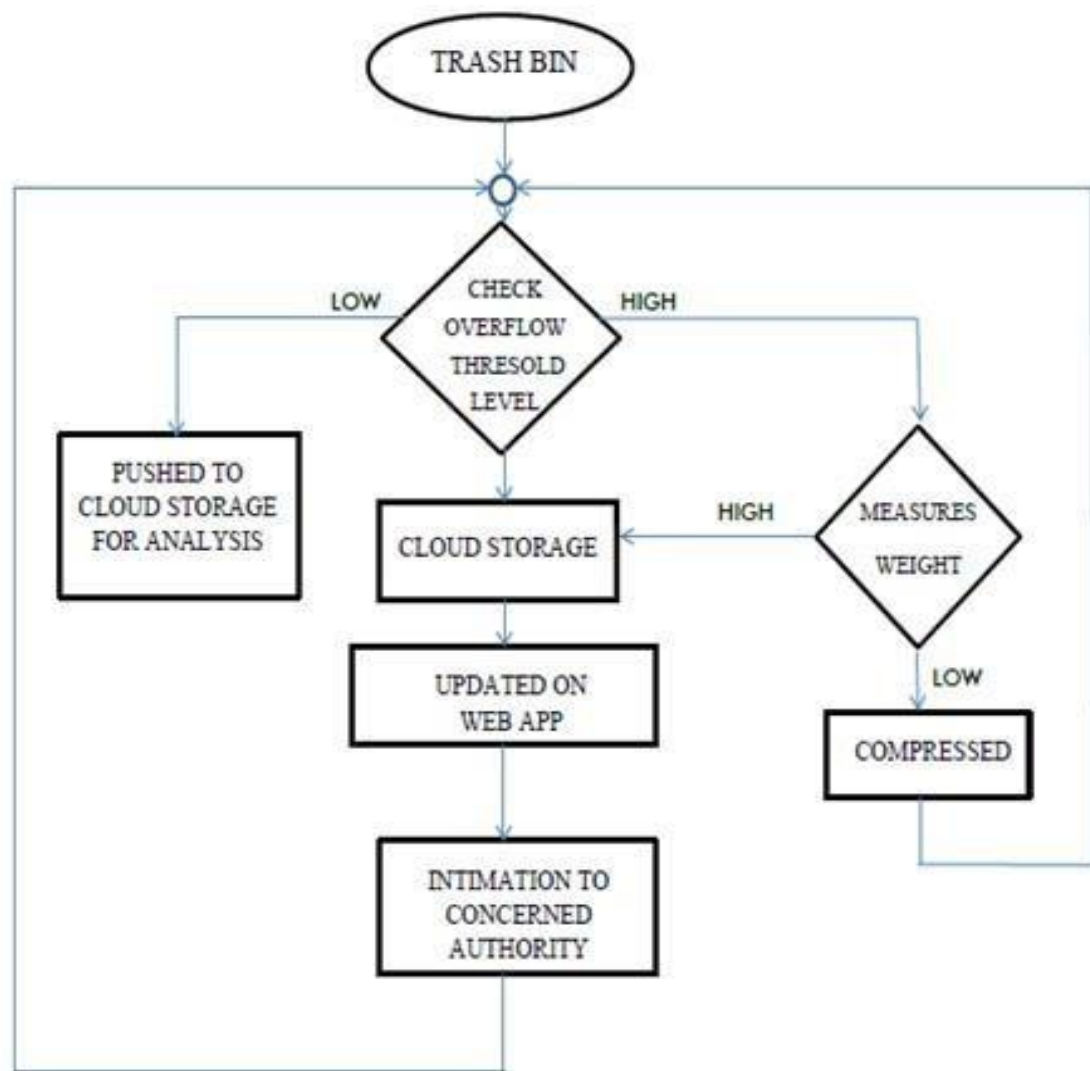 TRASH BIN
LOW
HIGH
CHECK
OVERFLOW
THRESOLD
LEVEL
PUSHED TO
CLOUD STORAGE
FOR ANALYSIS
CLOUD STORAGE
HIGH
MEASURES
WEIGHT
LOW
UPDATED ON
WEB APP
COMPRESSED
INTIMATION TO
CONCERNED
AUTHORITY